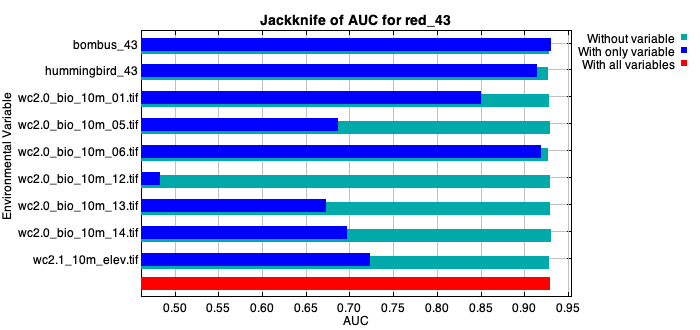 Jackknife of AUC for red_43
Without variable
With only variable
With all variables
Environmental Variable
bombus_43
hummingbird_43
wc2.0_bio_10m_01.tif
wc2.0_bio_10m_05.tif
wc2.0_bio_10m_06.tif
wc2.0_bio_10m_12.tif
wc2.0_bio_10m_13.tif
wc2.0_bio_10m_14.tif
wc2.1_10m_elev.tif
0.50 0.55 0.60 0.65 0.70 0.75 0.80 0.85 0.90 0.95
AUC